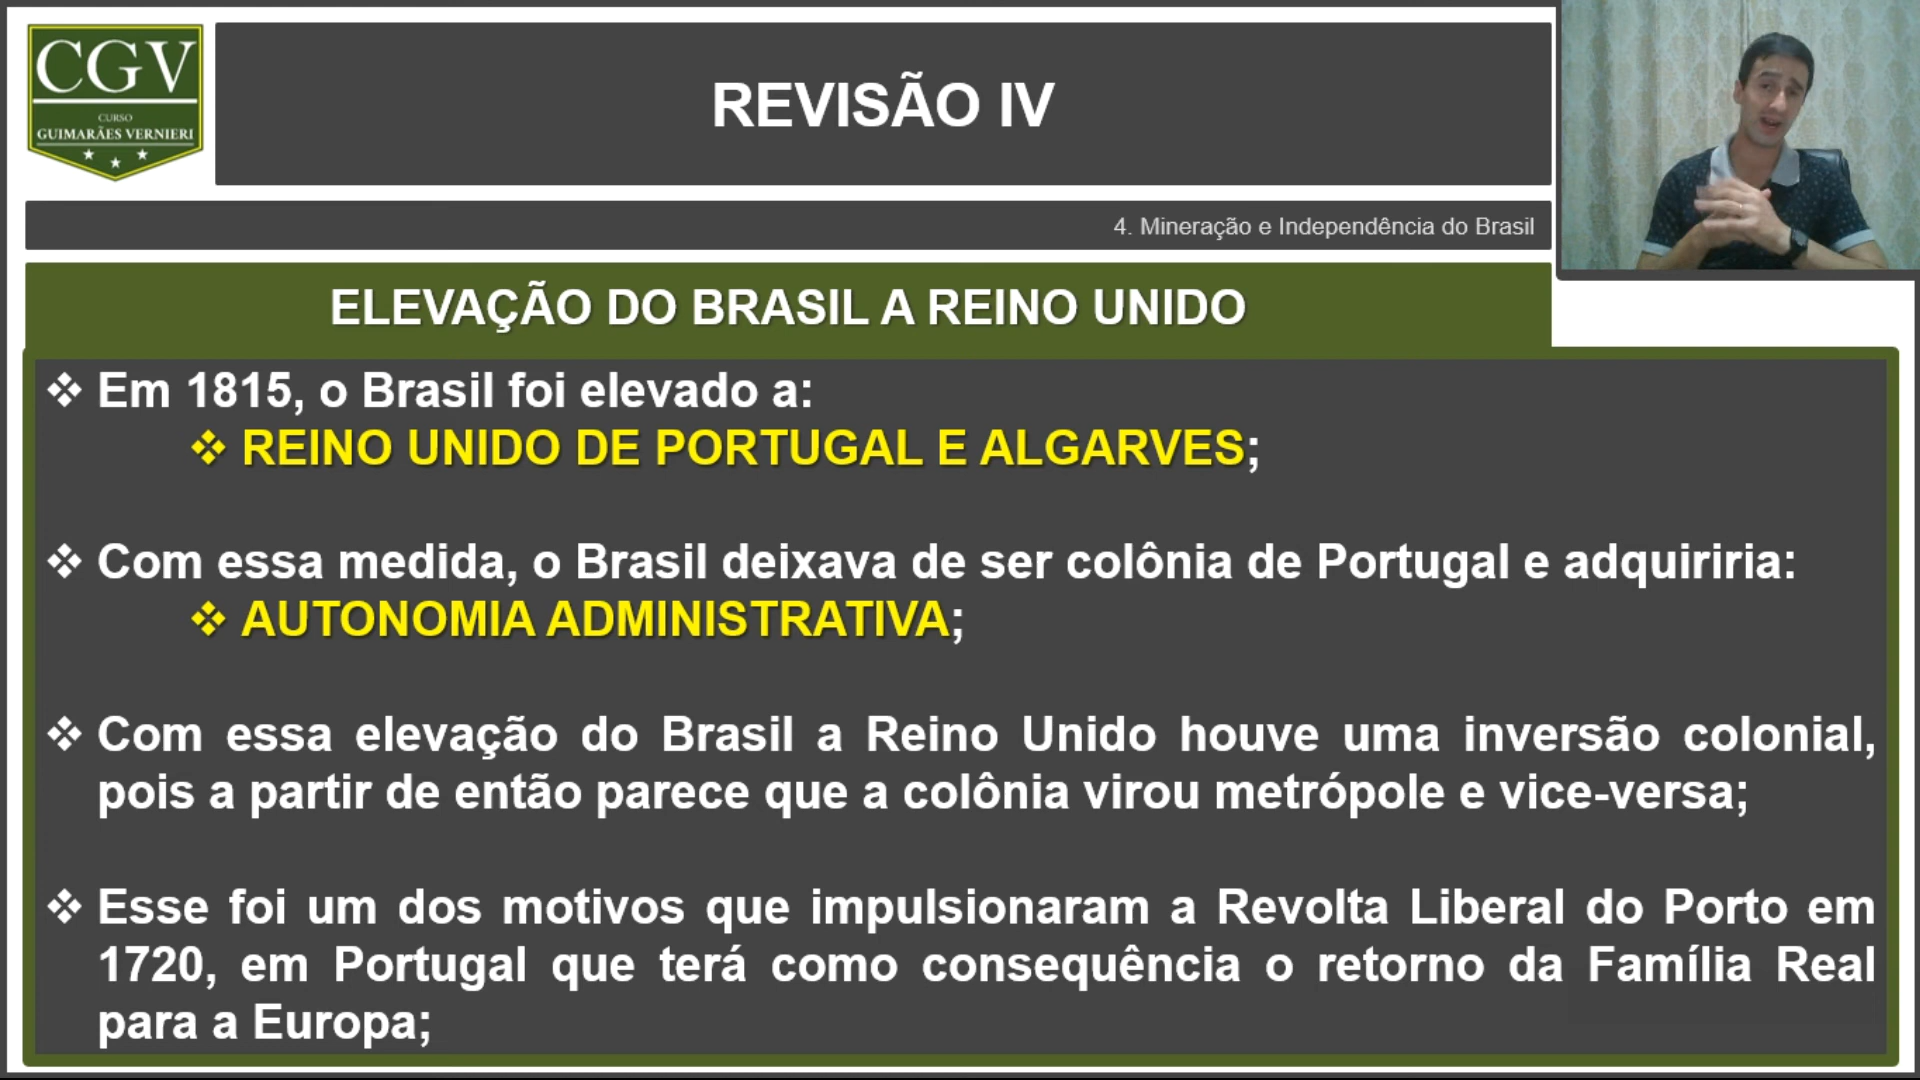 CGV
CURSO
GUIMARÃES VERNIERI
REVISÃO IV
4. Mineração e Independência do Brasil
ELEVAÇÃO DO BRASIL A REINO UNIDO
❖ Em 1815, o Brasil foi elevado a:
❖ REINO UNIDO DE PORTUGAL E ALGARVES;
❖ Com essa medida, o Brasil deixava de ser colônia de Portugal e adquiriria:
❖ AUTONOMIA ADMINISTRATIVA;
❖ Com essa elevação do Brasil a Reino Unido houve uma inversão colonial,
pois a partir de então parece que a colônia virou metrópole e vice-versa;
❖ Esse foi um dos motivos que impulsionaram a Revolta Liberal do Porto em
1720, em Portugal que terá como consequência o retorno da Família Real
para a Europa;